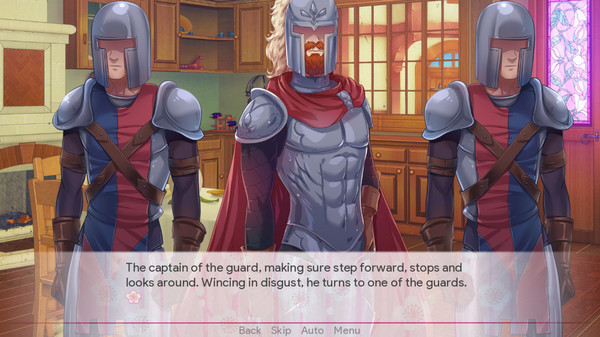 The captain of the guard, making sure step forward, stops and
looks around. Wincing in disgust, he turns to one of the guards.
Back Skip Auto Menu